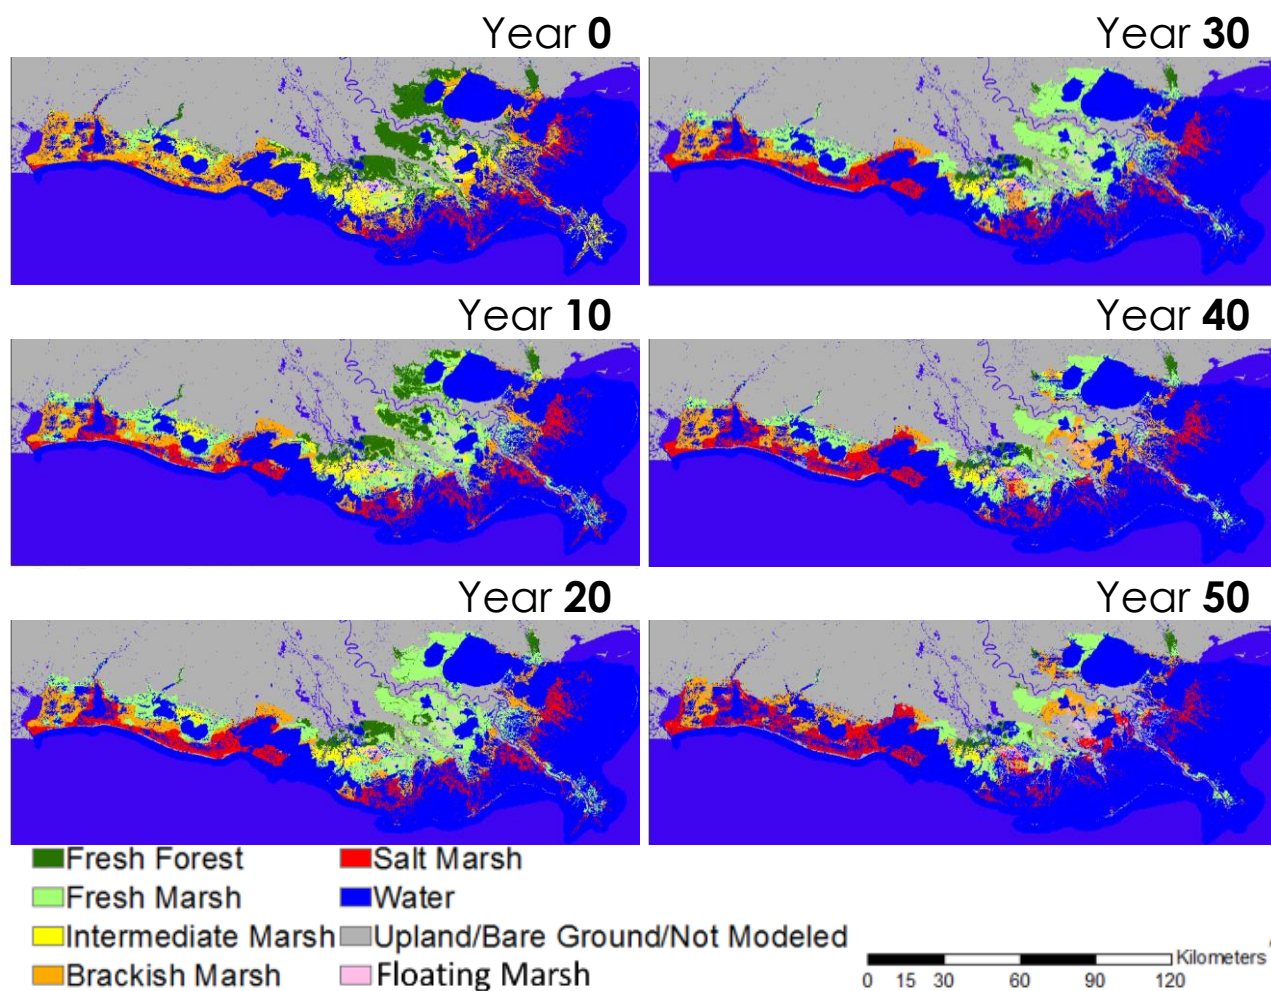 Year 0
Year 30
Year 10
Year 40
Year 20
Year 50
Fresh Forest
Fresh Marsh
Intermediate Marsh
Brackish Marsh
Salt Marsh
Water
Upland/Bare Ground/Not Modeled
Floating Marsh
Kilometers
0 15 30 60 90 120